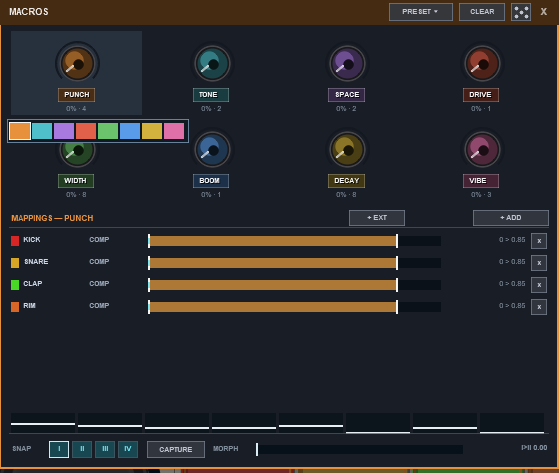 MACROS PRESET CLEAR X
PUNCH TONE SPACE DRIVE
0% · 4 0% · 2 0% · 2 0% · 1
WIDTH BOOM DECAY VIBE
0% · 8 0% · 1 0% · 8 0% · 3
MAPPINGS — PUNCH + EXT + ADD
KICK COMP 0 > 0.85 x
SNARE COMP 0 > 0.85 x
CLAP COMP 0 > 0.85 x
RIM COMP 0 > 0.85 x
SNAP I II III IV CAPTURE MORPH I>II 0.00